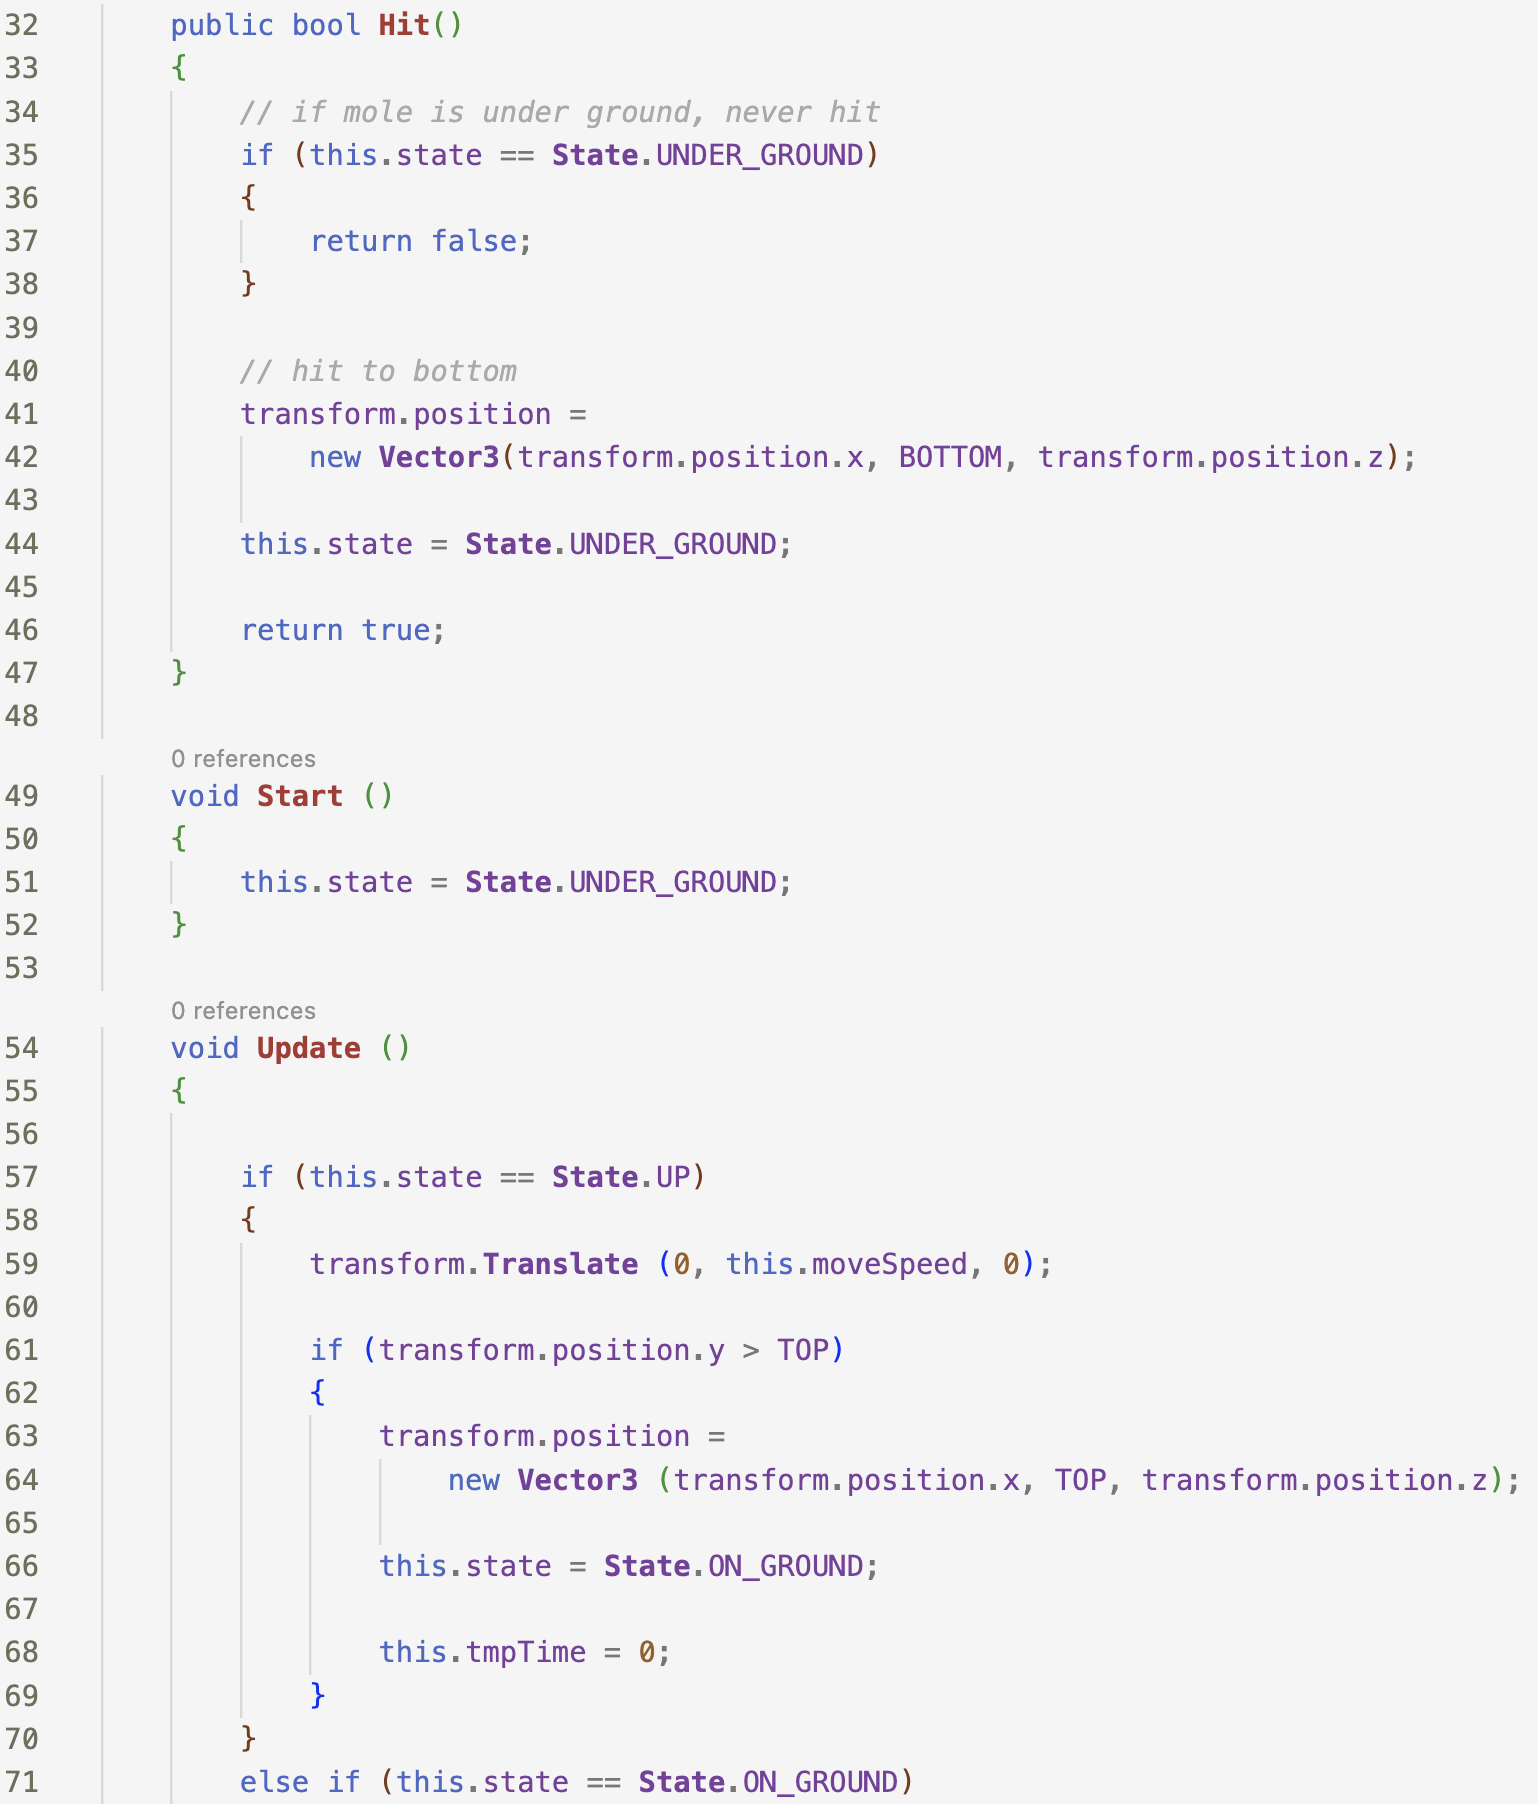 32 public bool Hit()
33 {
34 // if mole is under ground, never hit
35 if (this.state == State.UNDER_GROUND)
36 {
37 return false;
38 }
39
40 // hit to bottom
41 transform.position =
42 new Vector3(transform.position.x, BOTTOM, transform.position.z);
43
44 this.state = State.UNDER_GROUND;
45
46 return true;
47 }
48
0 references
49 void Start ()
50 {
51 this.state = State.UNDER_GROUND;
52 }
53
0 references
54 void Update ()
55 {
56
57 if (this.state == State.UP)
58 {
59 transform.Translate (0, this.moveSpeed, 0);
60
61 if (transform.position.y > TOP)
62 {
63 transform.position =
64 new Vector3 (transform.position.x, TOP, transform.position.z);
65
66 this.state = State.ON_GROUND;
67
68 this.tmpTime = 0;
69 }
70 }
71 else if (this.state == State.ON_GROUND)